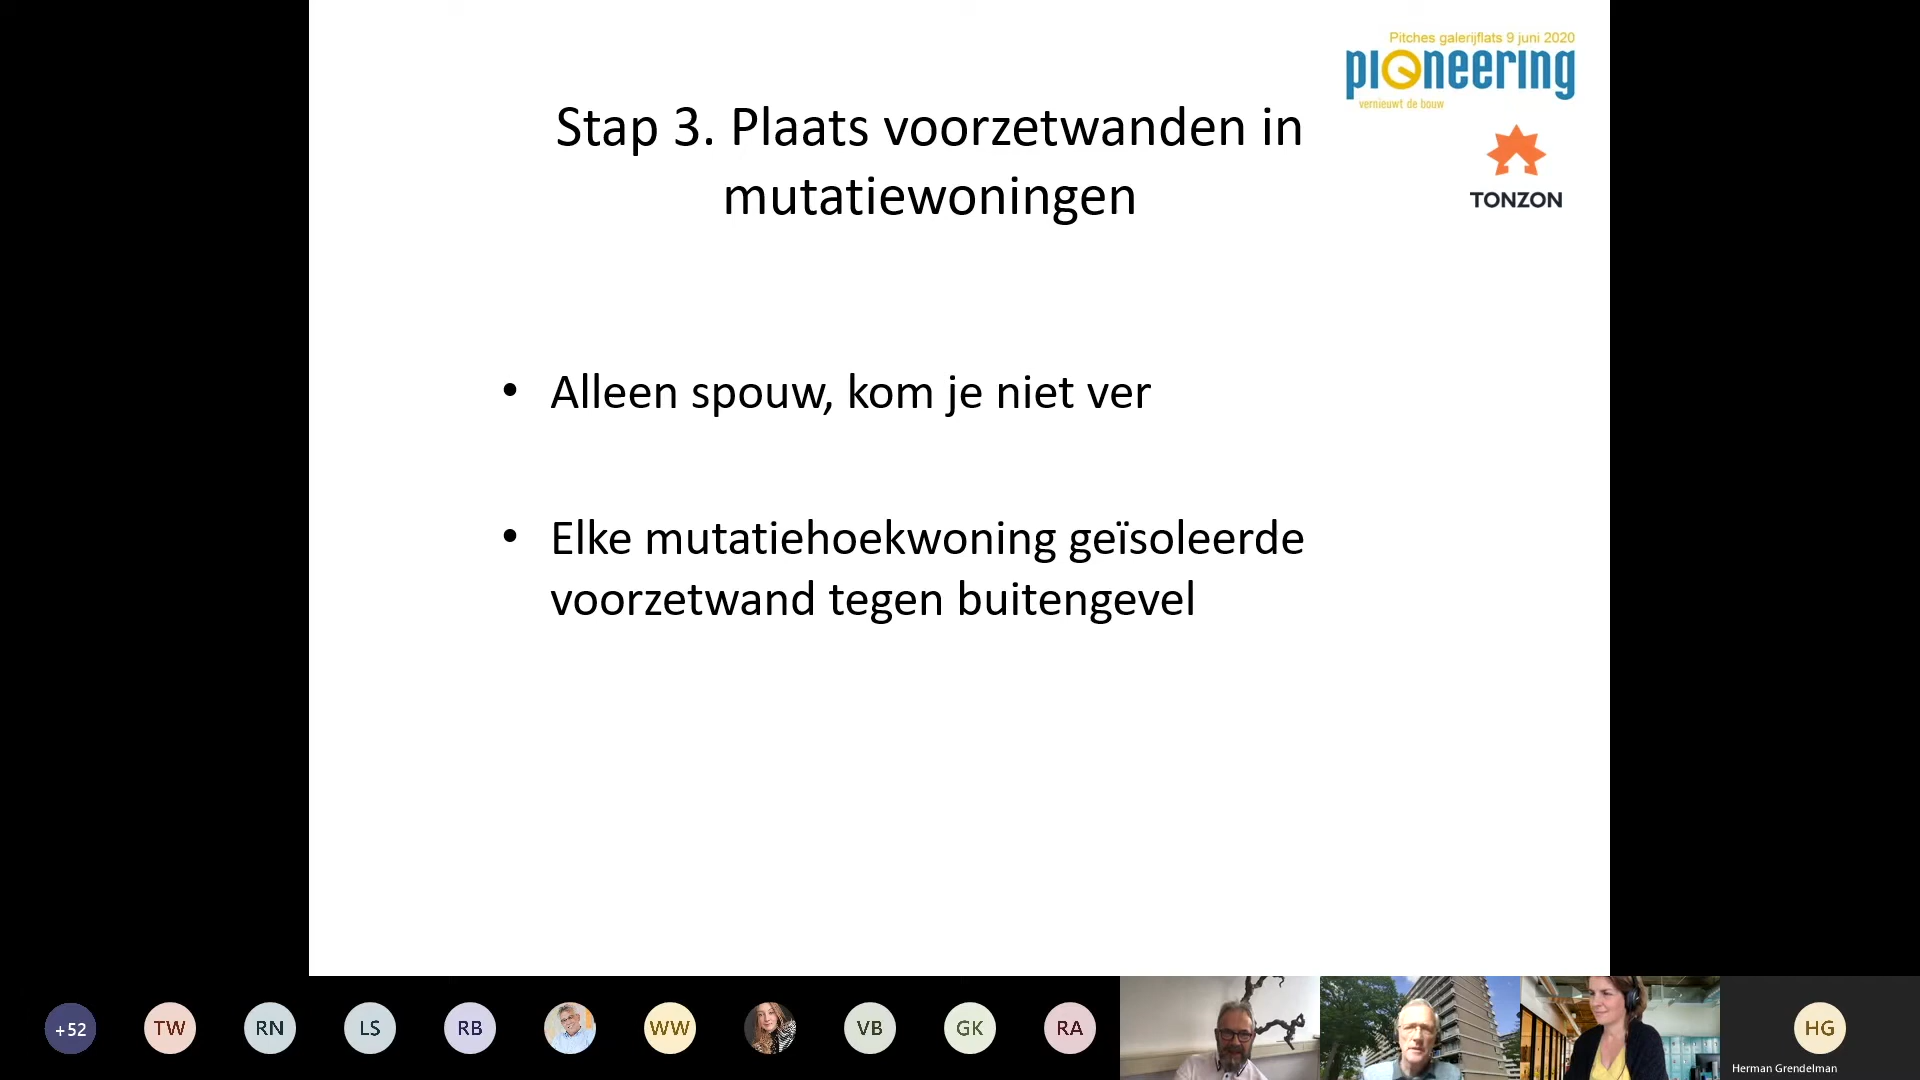 Pitches galerijflats 9 juni 2020
pioneering
vernieuwt de bouw
TONZON
Stap 3. Plaats voorzetwanden in
mutatiewoningen
• Alleen spouw, kom je niet ver
• Elke mutatiehoekwoning geïsoleerde
voorzetwand tegen buitengevel
+52
TW
RN
LS
RB
WW
VB
GK
RA
HG
Herman Grendelman